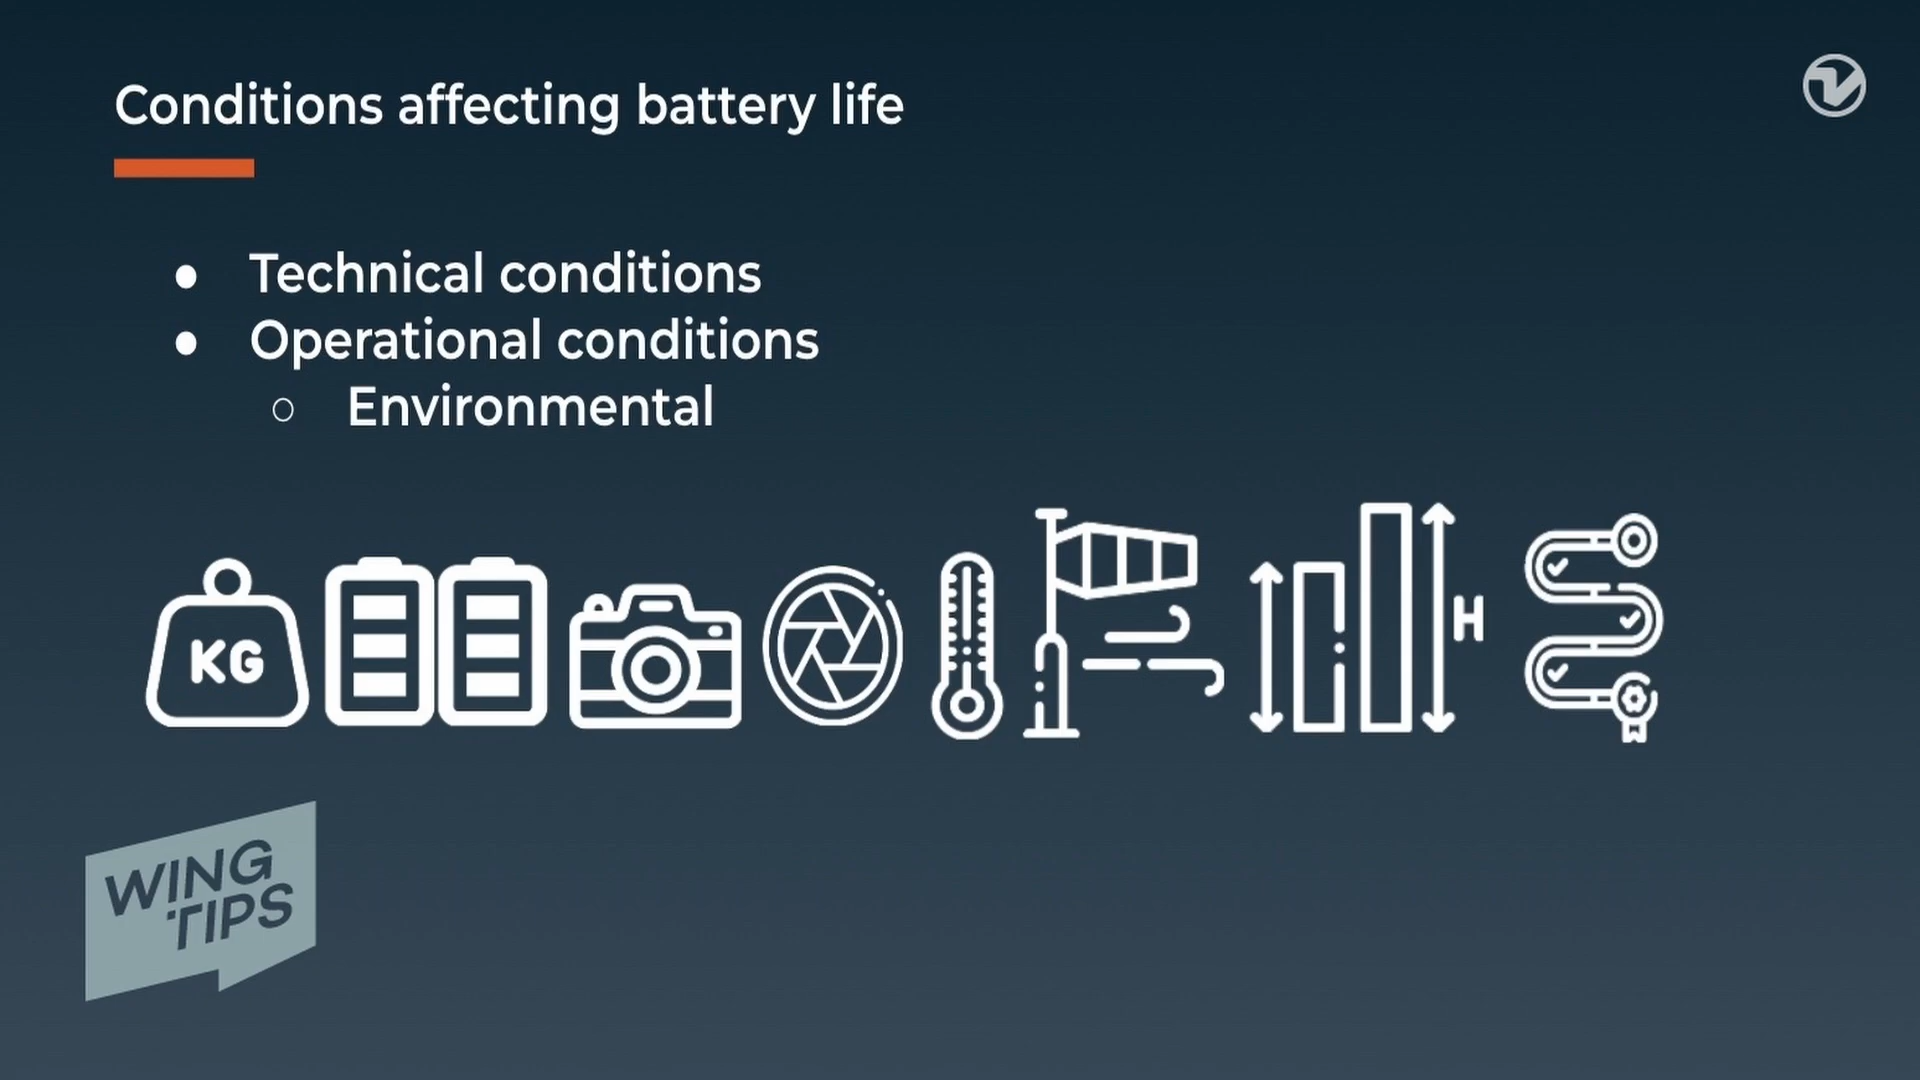 Conditions affecting battery life
Technical conditions
Operational conditions
Environmental
KG
H
WING
TIPS